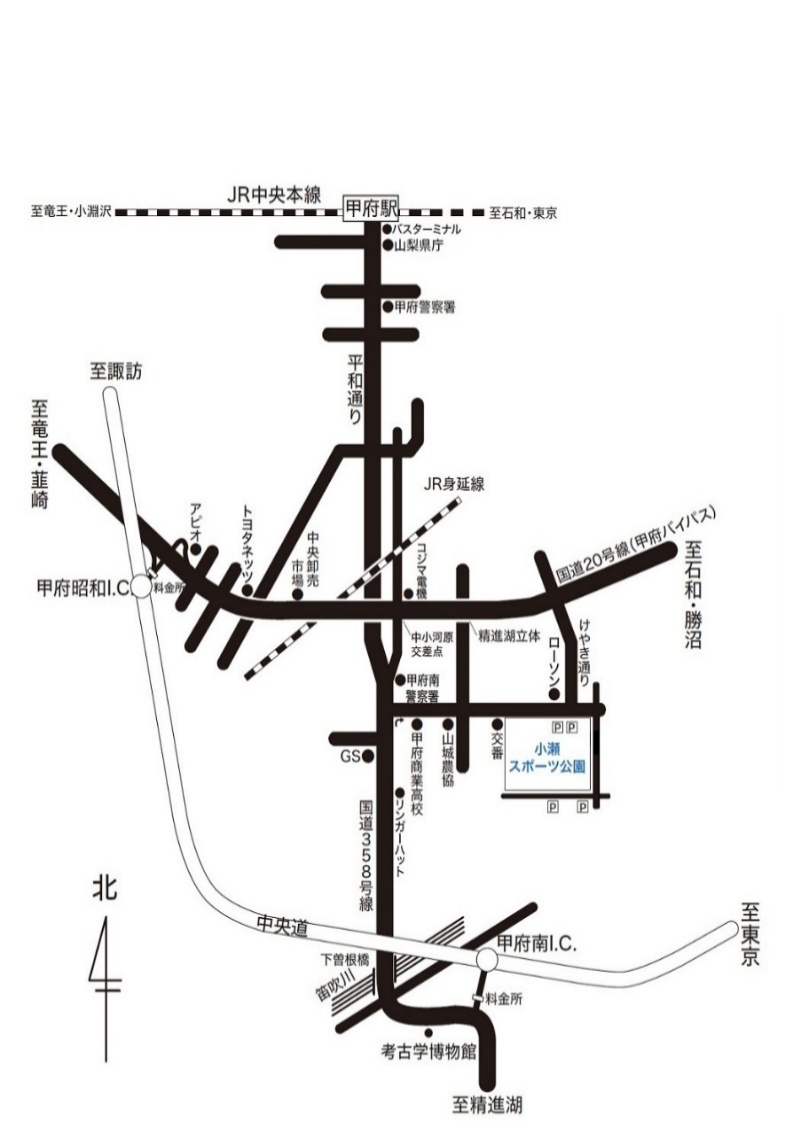 JR中央本線
至竜王・小淵沢
甲府駅
至石和・東京
バスターミナル
山梨県庁
甲府警察署
平和通り
至諏訪
至竜王・韮崎
JR身延線
アピオ
トヨタネッツ
中央卸売
市場
コジマ電機
国道20号線(甲府バイパス)
至石和・勝沼
甲府昭和I.C.
料金所
中小河原
交差点
精進湖立体
けやき通り
ローソン
甲府南
警察署
甲府商業高校
山城農協
交番
P P
小瀬
スポーツ公園
P P
GS
リンガーハット
国道358号線
北
中央道
甲府南I.C.
至東京
下曽根橋
笛吹川
料金所
考古学博物館
至精進湖